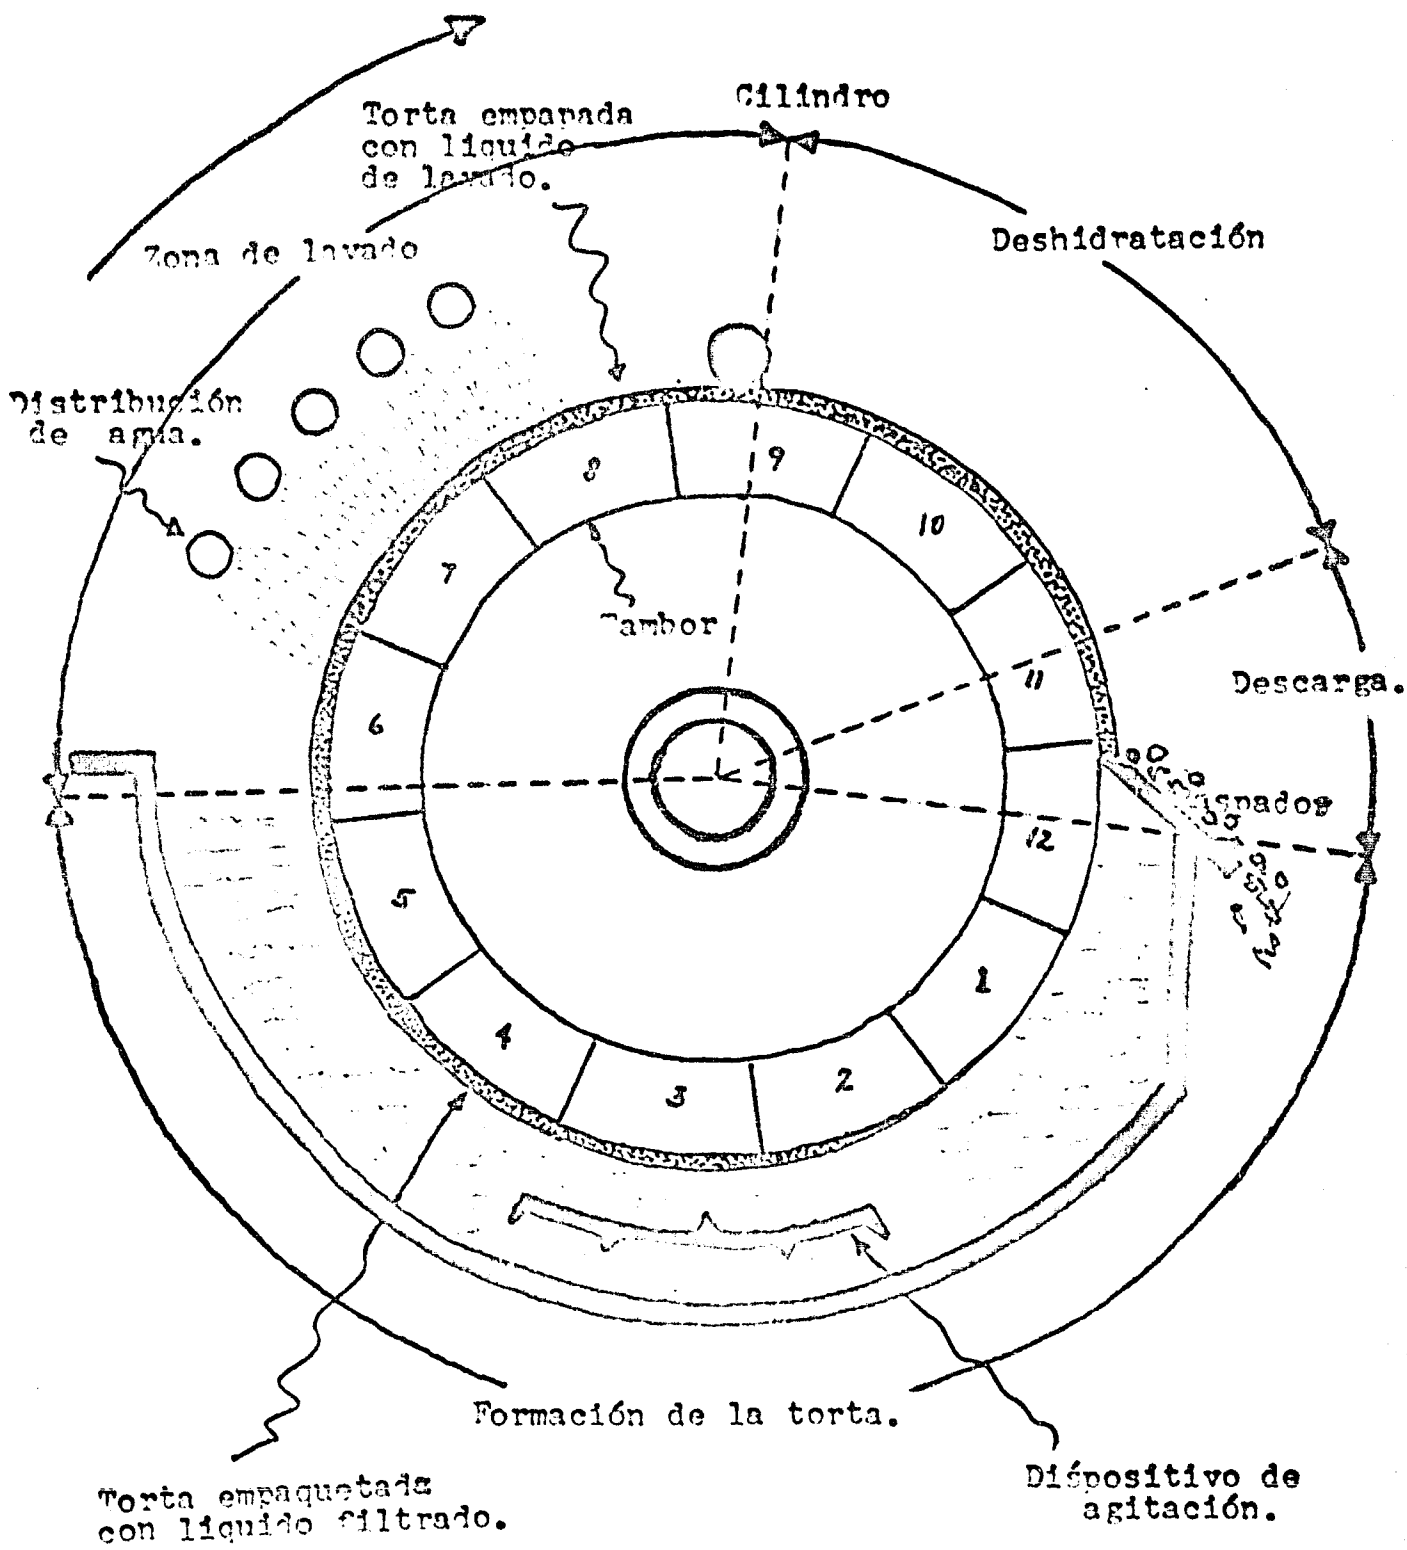 Cilindro
Torta empapada
con liquido
de lavado.
Zona de lavado
Deshidratación
Distribución
de agua.
8
9
10
7
Tambor
11
Descarga.
6
12
5
1
4
3
2
Formación de la torta.
Torta empaquetada
con liquido filtrado.
Dispositivo de
agitación.